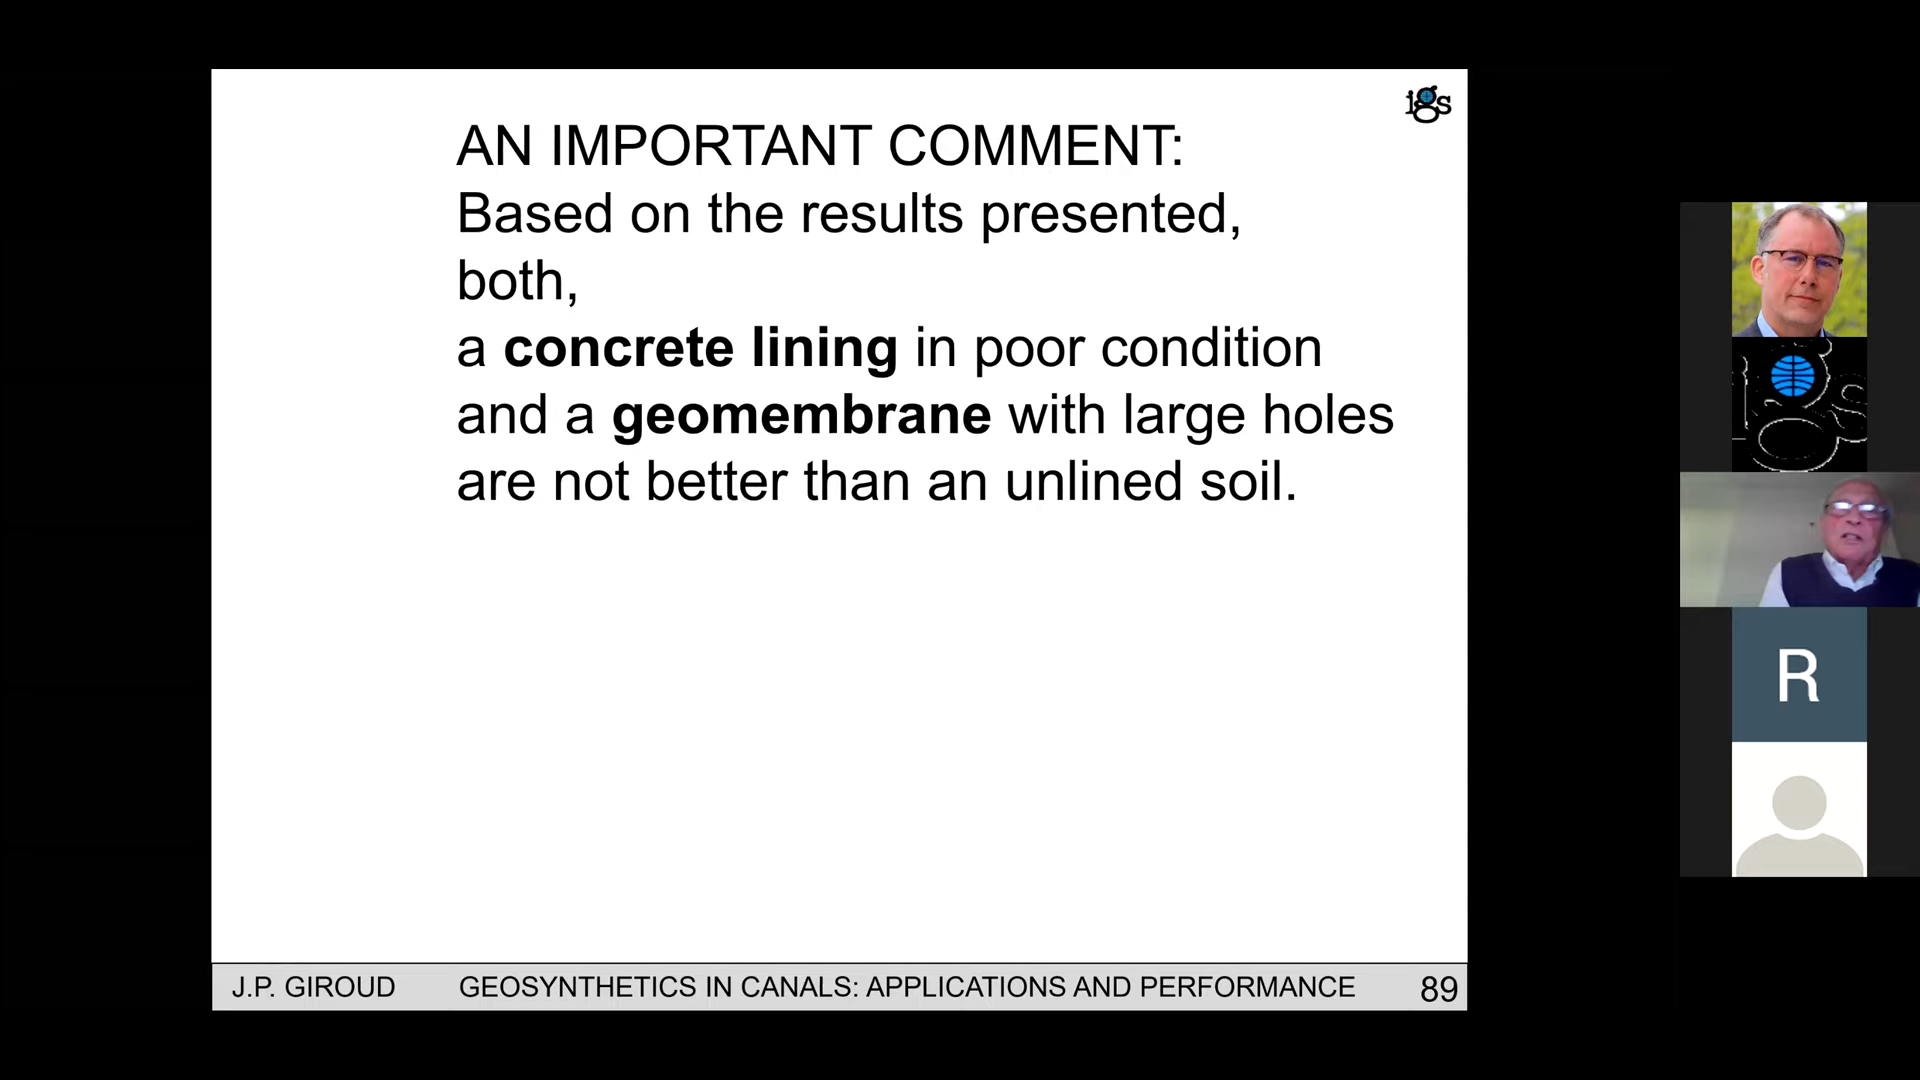 igs
AN IMPORTANT COMMENT:
Based on the results presented,
both,
a concrete lining in poor condition
and a geomembrane with large holes
are not better than an unlined soil.
J.P. GIROUD GEOSYNTHETICS IN CANALS: APPLICATIONS AND PERFORMANCE 89
igs
R